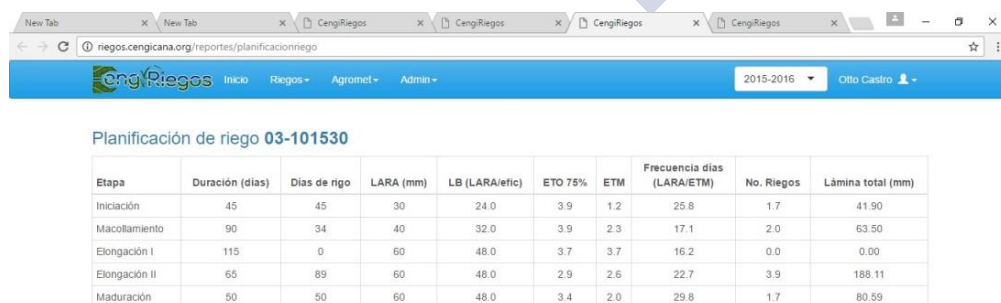 New Tab New Tab CengiRiegos CengiRiegos CengiRiegos CengiRiegos
riegos.cengicana.org/reportes/planificacionriego
CengiRiegos Inicio Riegos Agromet Admin 2015-2016 Otto Castro
Planificación de riego 03-101530
Etapa Duración (días) Días de rigo LARA (mm) LB (LARA/efic) ETO 75% ETM Frecuencia días (LARA/ETM) No. Riegos Lámina total (mm)
Iniciación 45 45 30 24.0 3.9 1.2 25.8 1.7 41.90
Macollamiento 90 34 40 32.0 3.9 2.3 17.1 2.0 63.50
Elongación I 115 0 60 48.0 3.7 3.7 16.2 0.0 0.00
Elongación II 65 89 60 48.0 2.9 2.6 22.7 3.9 188.11
Maduración 50 50 60 48.0 3.4 2.0 29.8 1.7 80.59